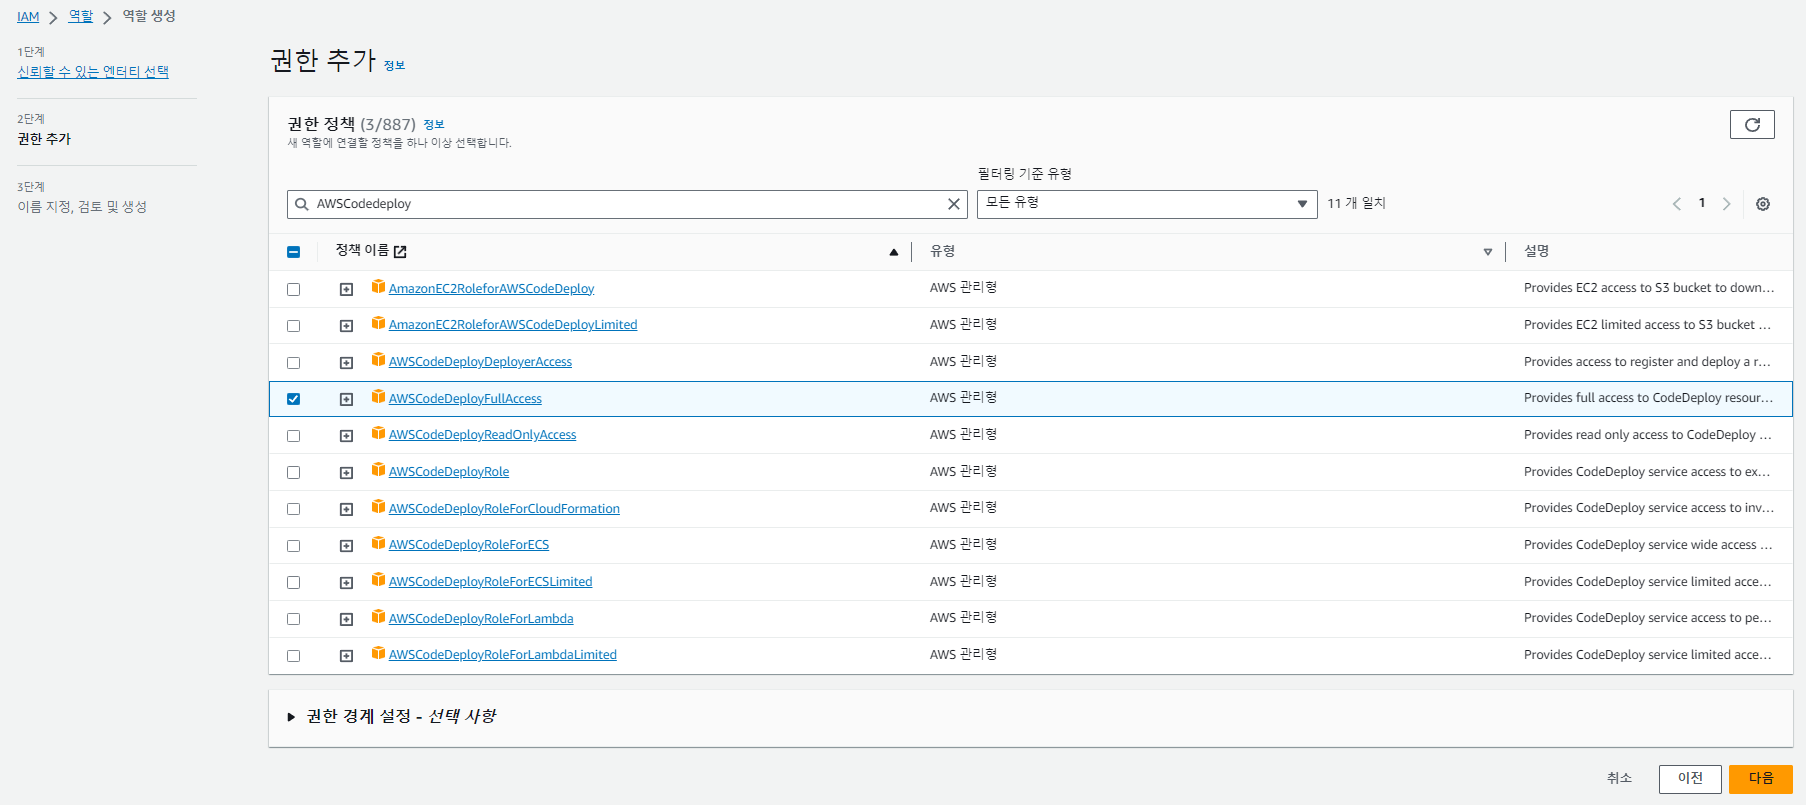 IAM > 역할 > 역할 생성
1단계
신뢰할 수 있는 엔터티 선택
2단계
권한 추가
3단계
이름 지정, 검토 및 생성
권한 추가 정보
권한 정책 (3/887) 정보
새 역할에 연결할 정책을 하나 이상 선택합니다.
필터링 기준 유형
AWSCodedeploy
모든 유형
11 개 일치
1
정책 이름
유형
설명
AmazonEC2RoleforAWSCodeDeploy AWS 관리형 Provides EC2 access to S3 bucket to down...
AmazonEC2RoleforAWSCodeDeployLimited AWS 관리형 Provides EC2 limited access to S3 bucket ...
AWSCodeDeployDeployerAccess AWS 관리형 Provides access to register and deploy a r...
AWSCodeDeployFullAccess AWS 관리형 Provides full access to CodeDeploy resour...
AWSCodeDeployReadOnlyAccess AWS 관리형 Provides read only access to CodeDeploy ...
AWSCodeDeployRole AWS 관리형 Provides CodeDeploy service access to ex...
AWSCodeDeployRoleForCloudFormation AWS 관리형 Provides CodeDeploy service access to inv...
AWSCodeDeployRoleForECS AWS 관리형 Provides CodeDeploy service wide access ...
AWSCodeDeployRoleForECSLimited AWS 관리형 Provides CodeDeploy service limited acce...
AWSCodeDeployRoleForLambda AWS 관리형 Provides CodeDeploy service access to pe...
AWSCodeDeployRoleForLambdaLimited AWS 관리형 Provides CodeDeploy service limited acce...
권한 경계 설정 - 선택 사항
취소
이전
다음